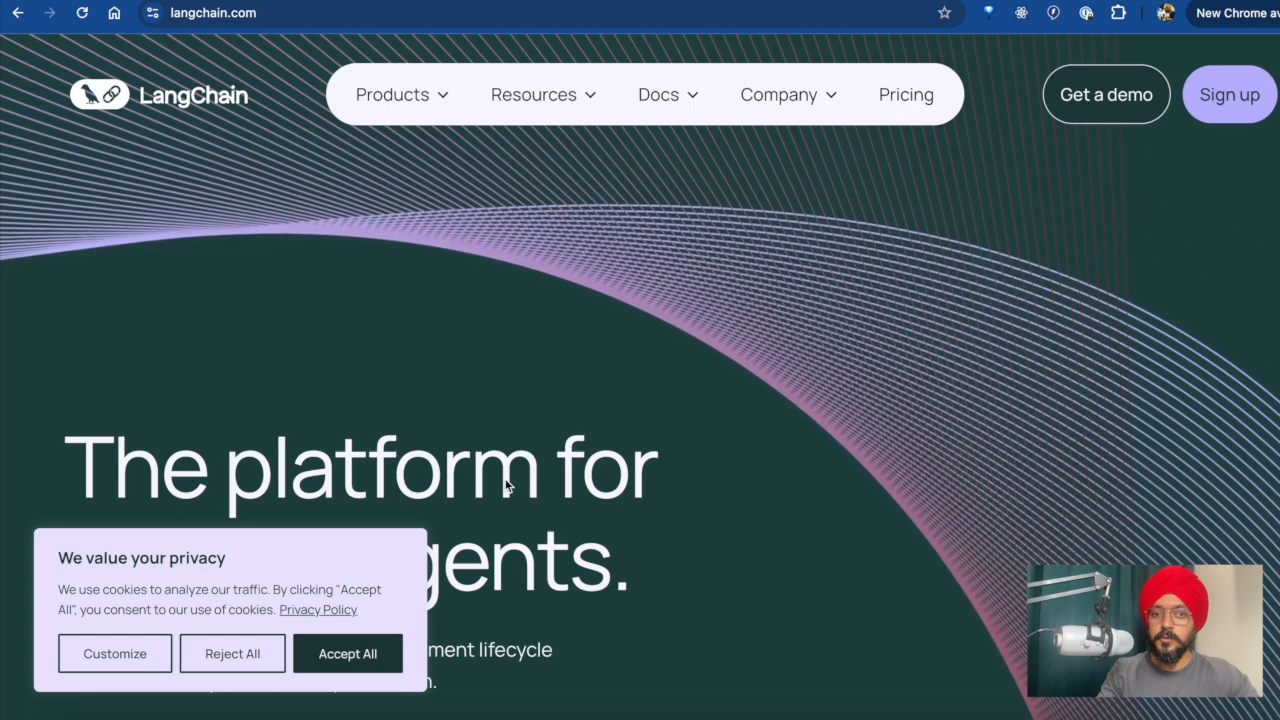 langchain.com
New Chrome av
LangChain
Products
Resources
Docs
Company
Pricing
Get a demo
Sign up
The platform for
gents.
ment lifecycle
We value your privacy
We use cookies to analyze our traffic. By clicking "Accept
All", you consent to our use of cookies. Privacy Policy
Customize
Reject All
Accept All